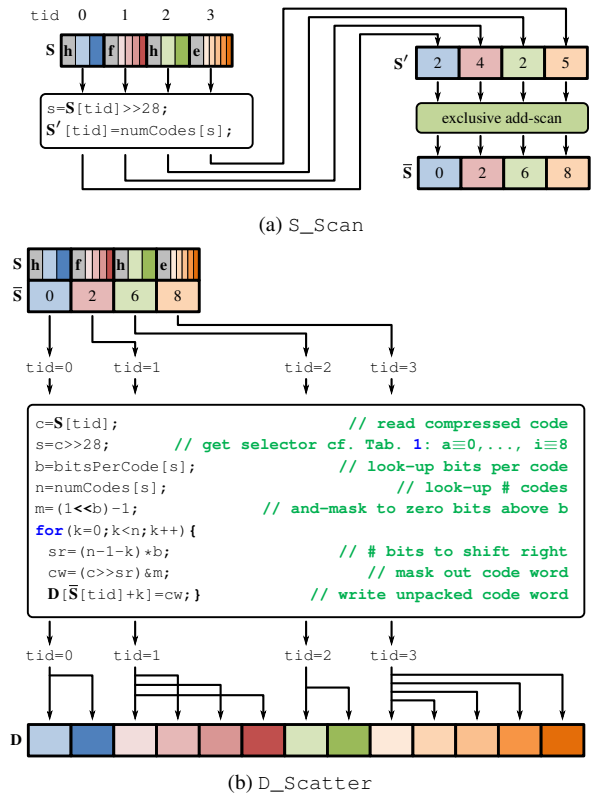 tid 0 1 2 3
S h f h e
s=S[tid]>>28;
S′[tid]=numCodes[s];
S′ 2 4 2 5
exclusive add-scan
S̅ 0 2 6 8
(a) S_Scan
S h f h e
S̅ 0 2 6 8
tid=0 tid=1 tid=2 tid=3
c=S[tid]; // read compressed code
s=c>>28; // get selector cf. Tab. 1: a≡0,..., i≡8
b=bitsPerCode[s]; // look-up bits per code
n=numCodes[s]; // look-up # codes
m=(1<<b)-1; // and-mask to zero bits above b
for(k=0;k<n;k++){
sr=(n-1-k)*b; // # bits to shift right
cw=(c>>sr)&m; // mask out code word
D[S̅[tid]+k]=cw;} // write unpacked code word
tid=0 tid=1 tid=2 tid=3
D
(b) D_Scatter